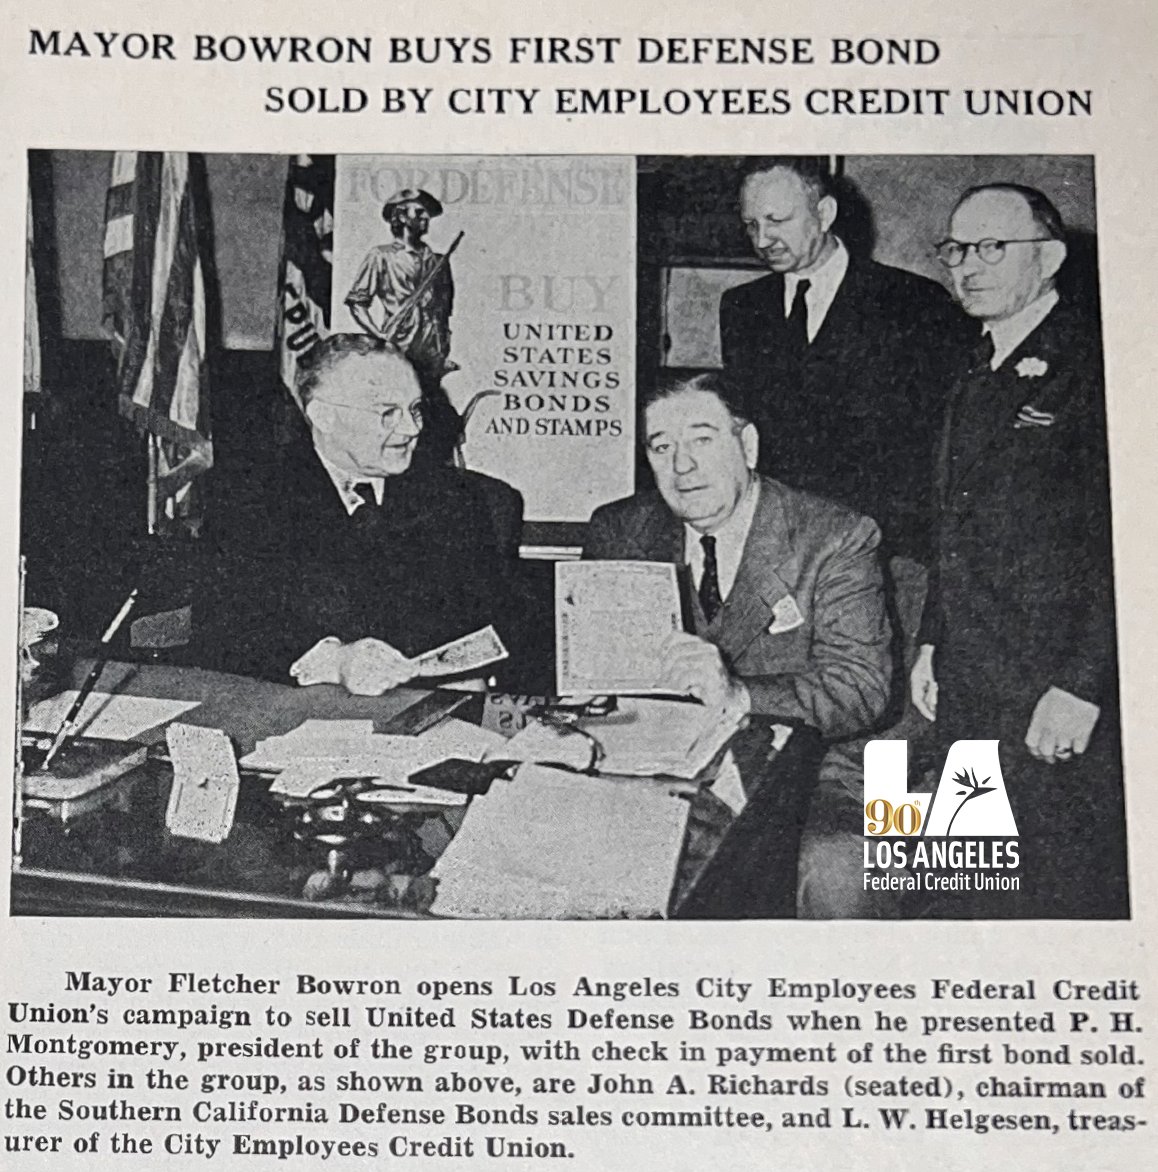 MAYOR BOWRON BUYS FIRST DEFENSE BOND
SOLD BY CITY EMPLOYEES CREDIT UNION
FOR DEFENSE
BUY
UNITED
STATES
SAVINGS
BONDS
AND STAMPS
PU
LA
90th
LOS ANGELES
Federal Credit Union
Mayor Fletcher Bowron opens Los Angeles City Employees Federal Credit
Union's campaign to sell United States Defense Bonds when he presented P. H.
Montgomery, president of the group, with check in payment of the first bond sold.
Others in the group, as shown above, are John A. Richards (seated), chairman of
the Southern California Defense Bonds sales committee, and L. W. Helgesen, treas-
urer of the City Employees Credit Union.